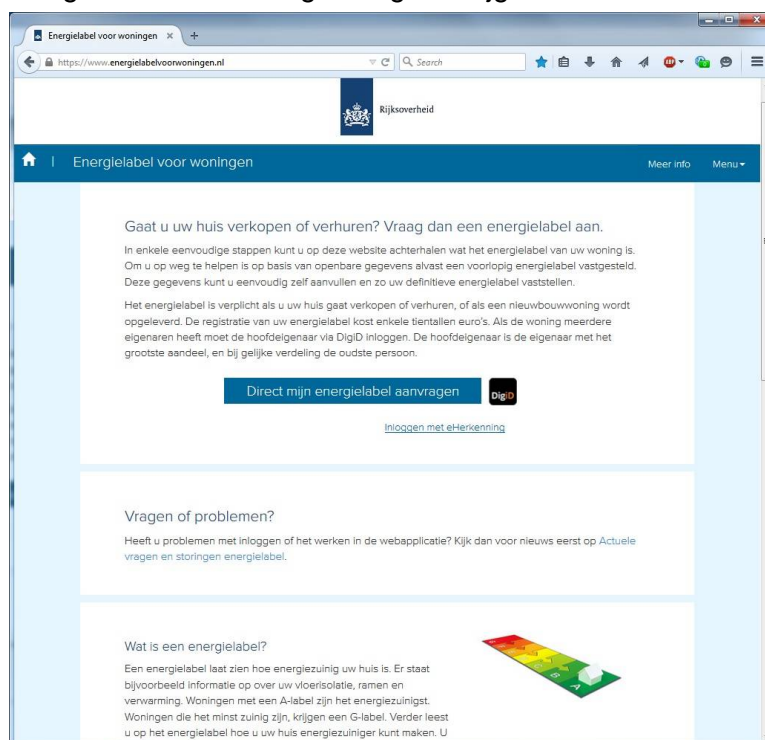 Energielabel voor woningen
https://www.energielabelvoorwoningen.nl
Search
Rijksoverheid
Energielabel voor woningen
Meer info
Menu
Gaat u uw huis verkopen of verhuren? Vraag dan een energielabel aan.
In enkele eenvoudige stappen kunt u op deze website achterhalen wat het energielabel van uw woning is.
Om u op weg te helpen is op basis van openbare gegevens alvast een voorlopig energielabel vastgesteld.
Deze gegevens kunt u eenvoudig zelf aanvullen en zo uw definitieve energielabel vaststellen.
Het energielabel is verplicht als u uw huis gaat verkopen of verhuren, of als een nieuwbouwwoning wordt
opgeleverd. De registratie van uw energielabel kost enkele tientallen euro's. Als de woning meerdere
eigenaren heeft moet de hoofdeigenaar via DigiD inloggen. De hoofdeigenaar is de eigenaar met het
grootste aandeel, en bij gelijke verdeling de oudste persoon.
Direct mijn energielabel aanvragen
DigiD
Inloggen met eHerkenning
Vragen of problemen?
Heeft u problemen met inloggen of het werken in de webapplicatie? Kijk dan voor nieuws eerst op Actuele
vragen en storingen energielabel.
Wat is een energielabel?
Een energielabel laat zien hoe energiezuinig uw huis is. Er staat
bijvoorbeeld informatie op over uw vloerisolatie, ramen en
verwarming. Woningen met een A-label zijn het energiezuinigst.
Woningen die het minst zuinig zijn, krijgen een G-label. Verder leest
u op het energielabel hoe u uw huis energiezuiniger kunt maken. U
B
A